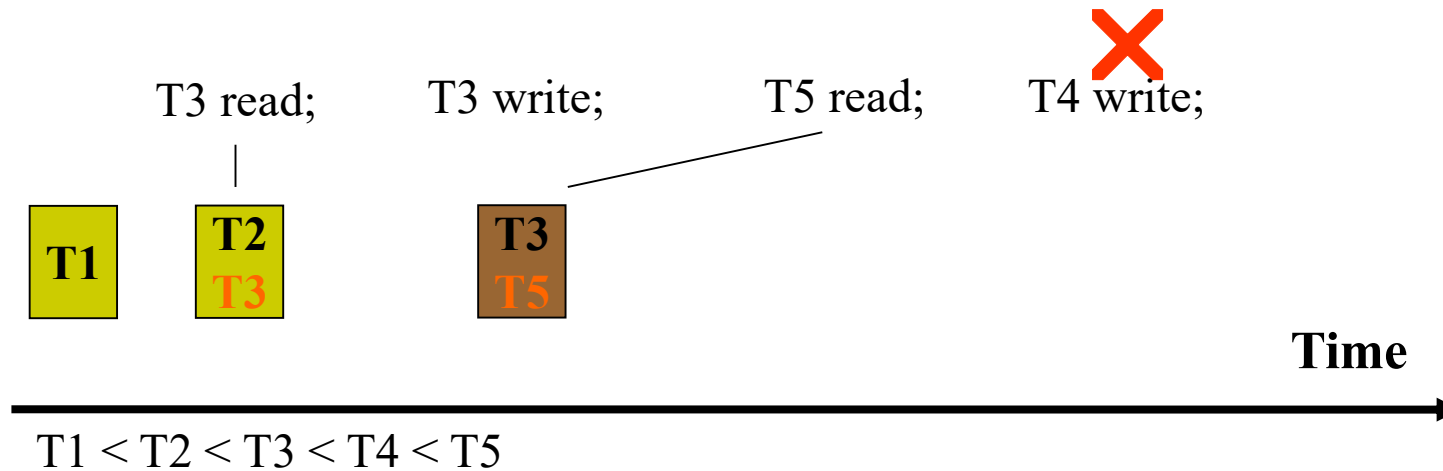 T3 read; T3 write; T5 read; T4 write;
T1
T2
T3
T3
T5
Time
T1 < T2 < T3 < T4 < T5